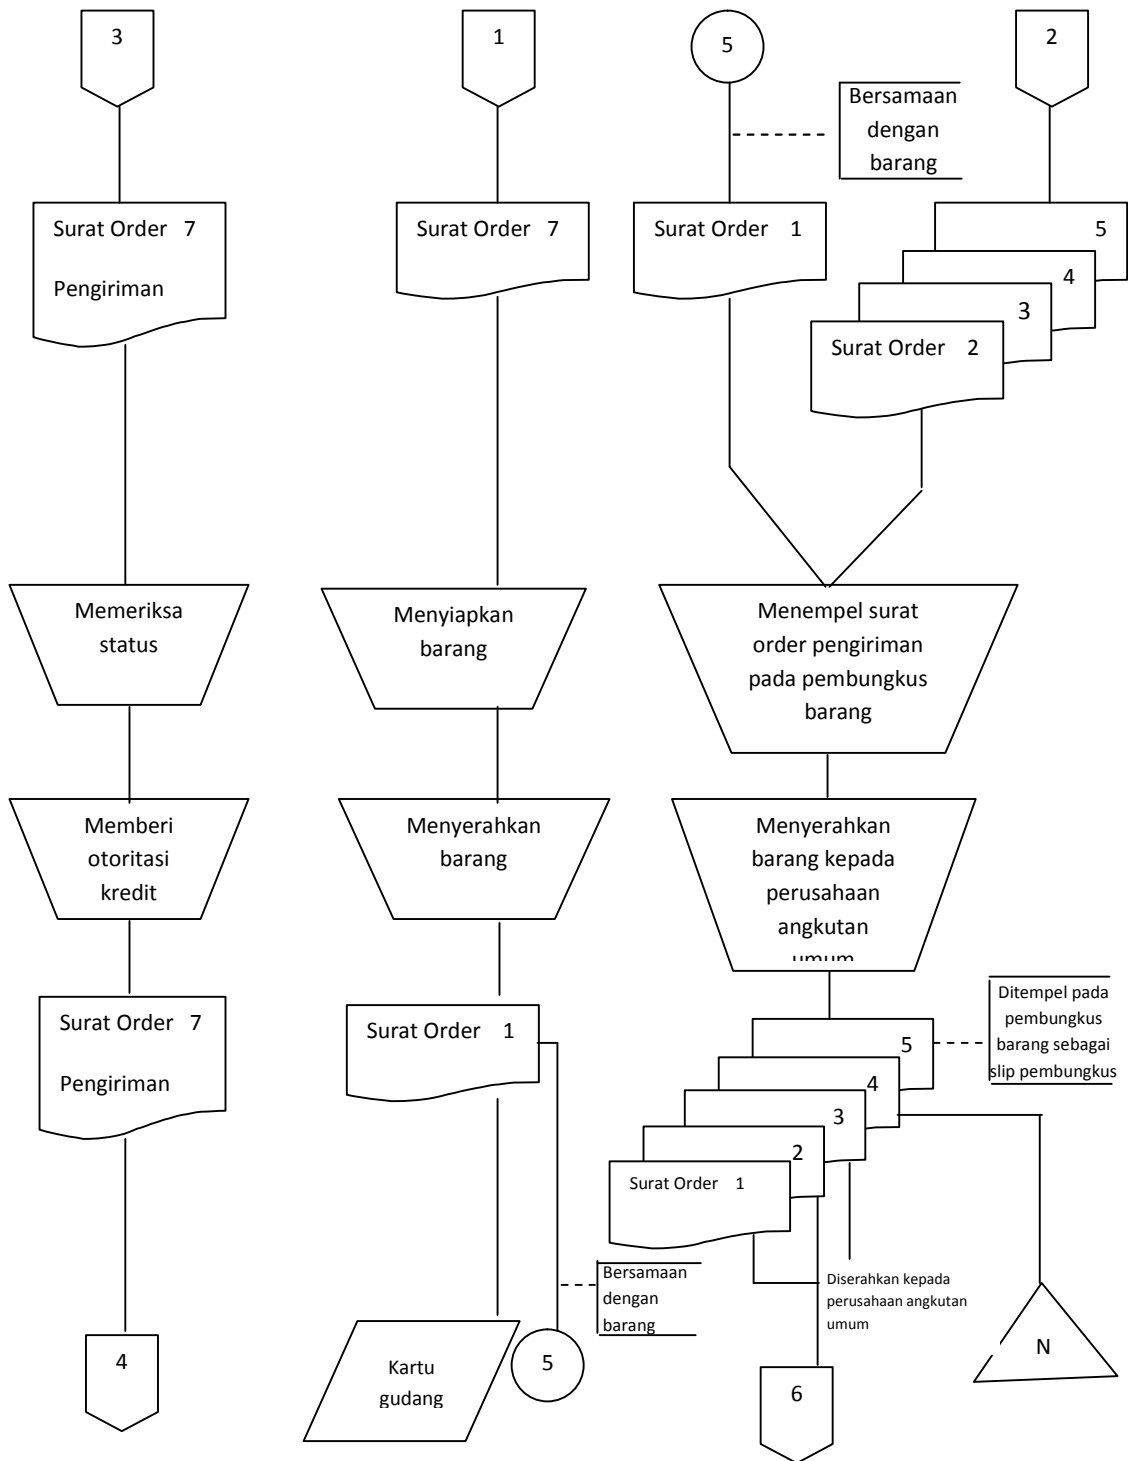 3
Surat Order 7
Pengiriman
Memeriksa
status
Memberi
otoritasi
kredit
Surat Order 7
Pengiriman
4
1
Surat Order 7
Menyiapkan
barang
Menyerahkan
barang
Surat Order 1
Bersamaan
dengan
barang
Kartu
gudang
5
5
Bersamaan
dengan
barang
Surat Order 1
2
5
4
3
Surat Order 2
Menempel surat
order pengiriman
pada pembungkus
barang
Menyerahkan
barang kepada
perusahaan
angkutan
umum
Ditempel pada
pembungkus
barang sebagai
slip pembungkus
5
4
3
2
Surat Order 1
Diserahkan kepada
perusahaan angkutan
umum
N
6